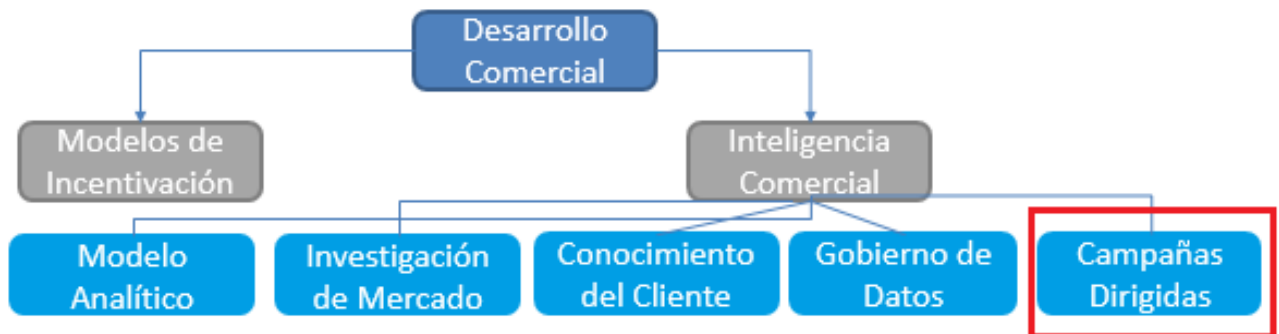 Desarrollo
Comercial
Modelos de
Incentivación
Inteligencia
Comercial
Modelo
Analítico
Investigación
de Mercado
Conocimiento
del Cliente
Gobierno de
Datos
Campañas
Dirigidas